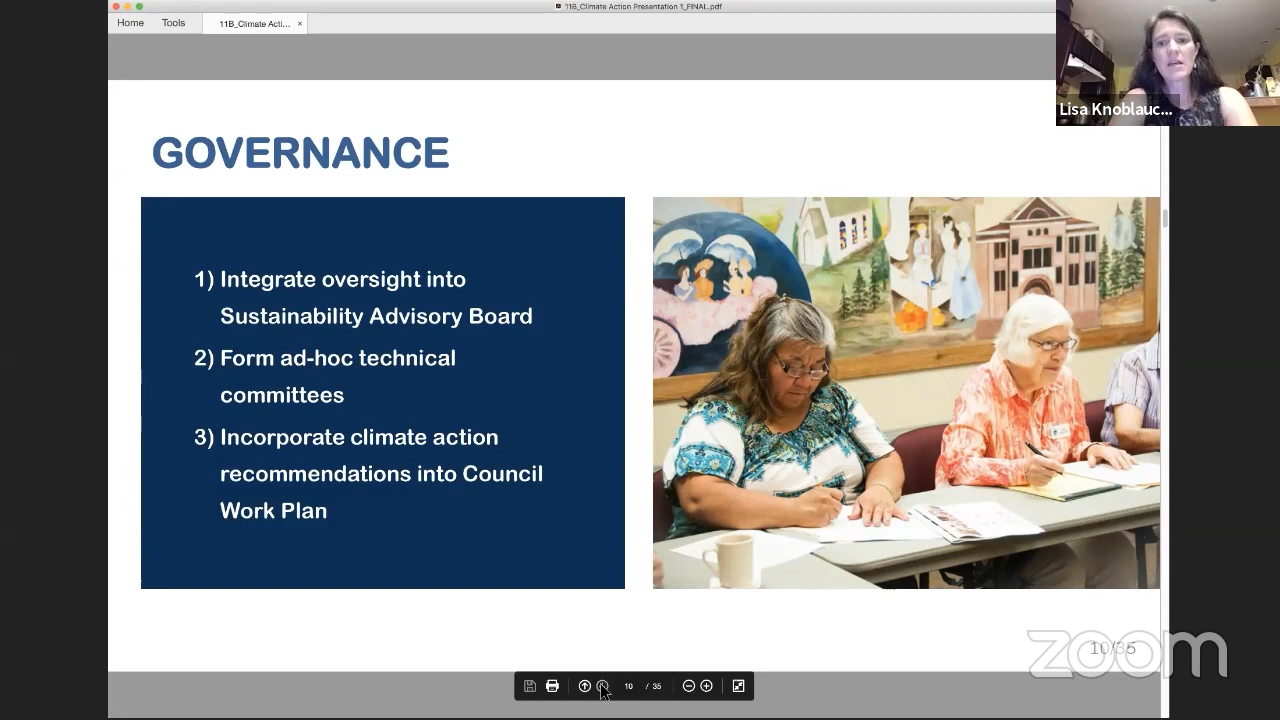 11B_Climate Action Presentation 1_FINAL.pdf
Home Tools 11B_Climate Acti... ×
Lisa Knoblauc...
GOVERNANCE
1) Integrate oversight into
Sustainability Advisory Board
2) Form ad-hoc technical
committees
3) Incorporate climate action
recommendations into Council
Work Plan
10/35
zoom
10 / 35